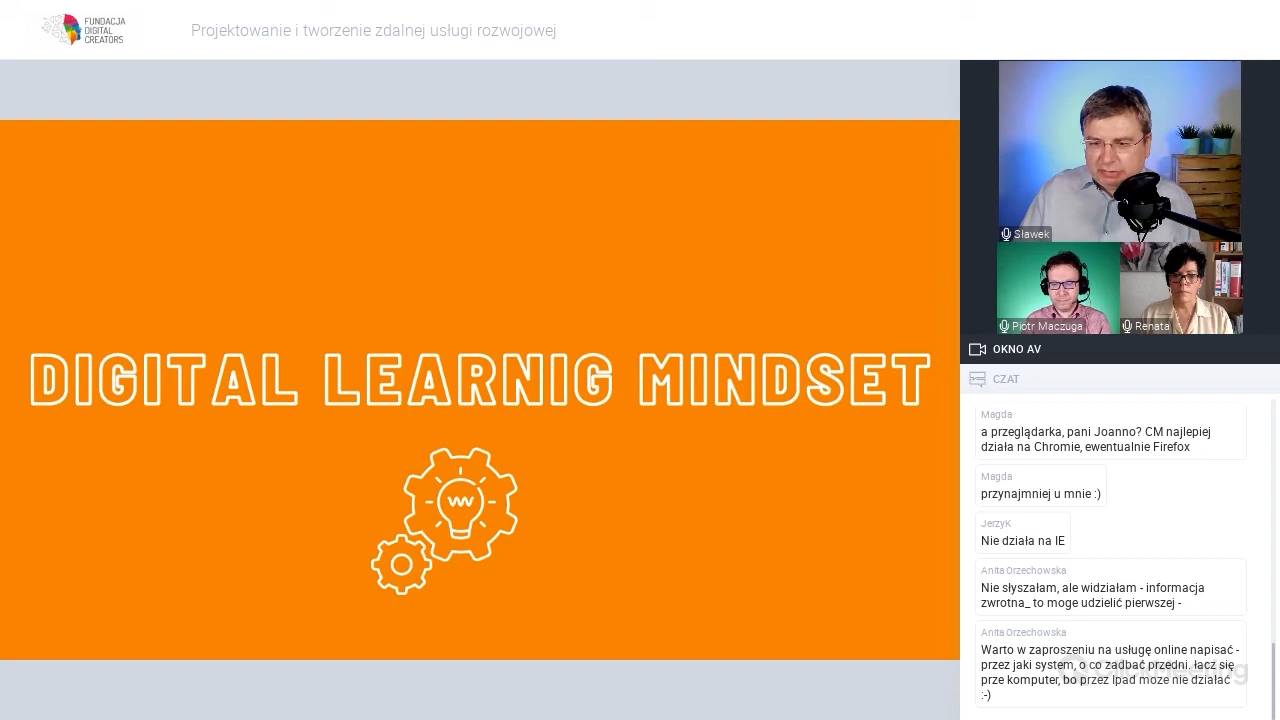 FUNDACJA
DIGITAL
CREATORS
Projektowanie i tworzenie zdalnej usługi rozwojowej
DIGITAL LEARNIG MINDSET
Sławek
Piotr Maczuga
Renata
OKNO AV
CZAT
Magda
a przeglądarka, pani Joanno? CM najlepiej
działa na Chromie, ewentualnie Firefox
Magda
przynajmniej u mnie :)
JerzyK
Nie działa na IE
Anita Orzechowska
Nie słyszałam, ale widziałam - informacja
zwrotna_ to moge udzielić pierwszej -
Anita Orzechowska
Warto w zaproszeniu na usługę online napisać -
przez jaki system, o co zadbać przedni. łacz się
prze komputer, bo przez Ipad moze nie działać
:-)
ClickMeeting